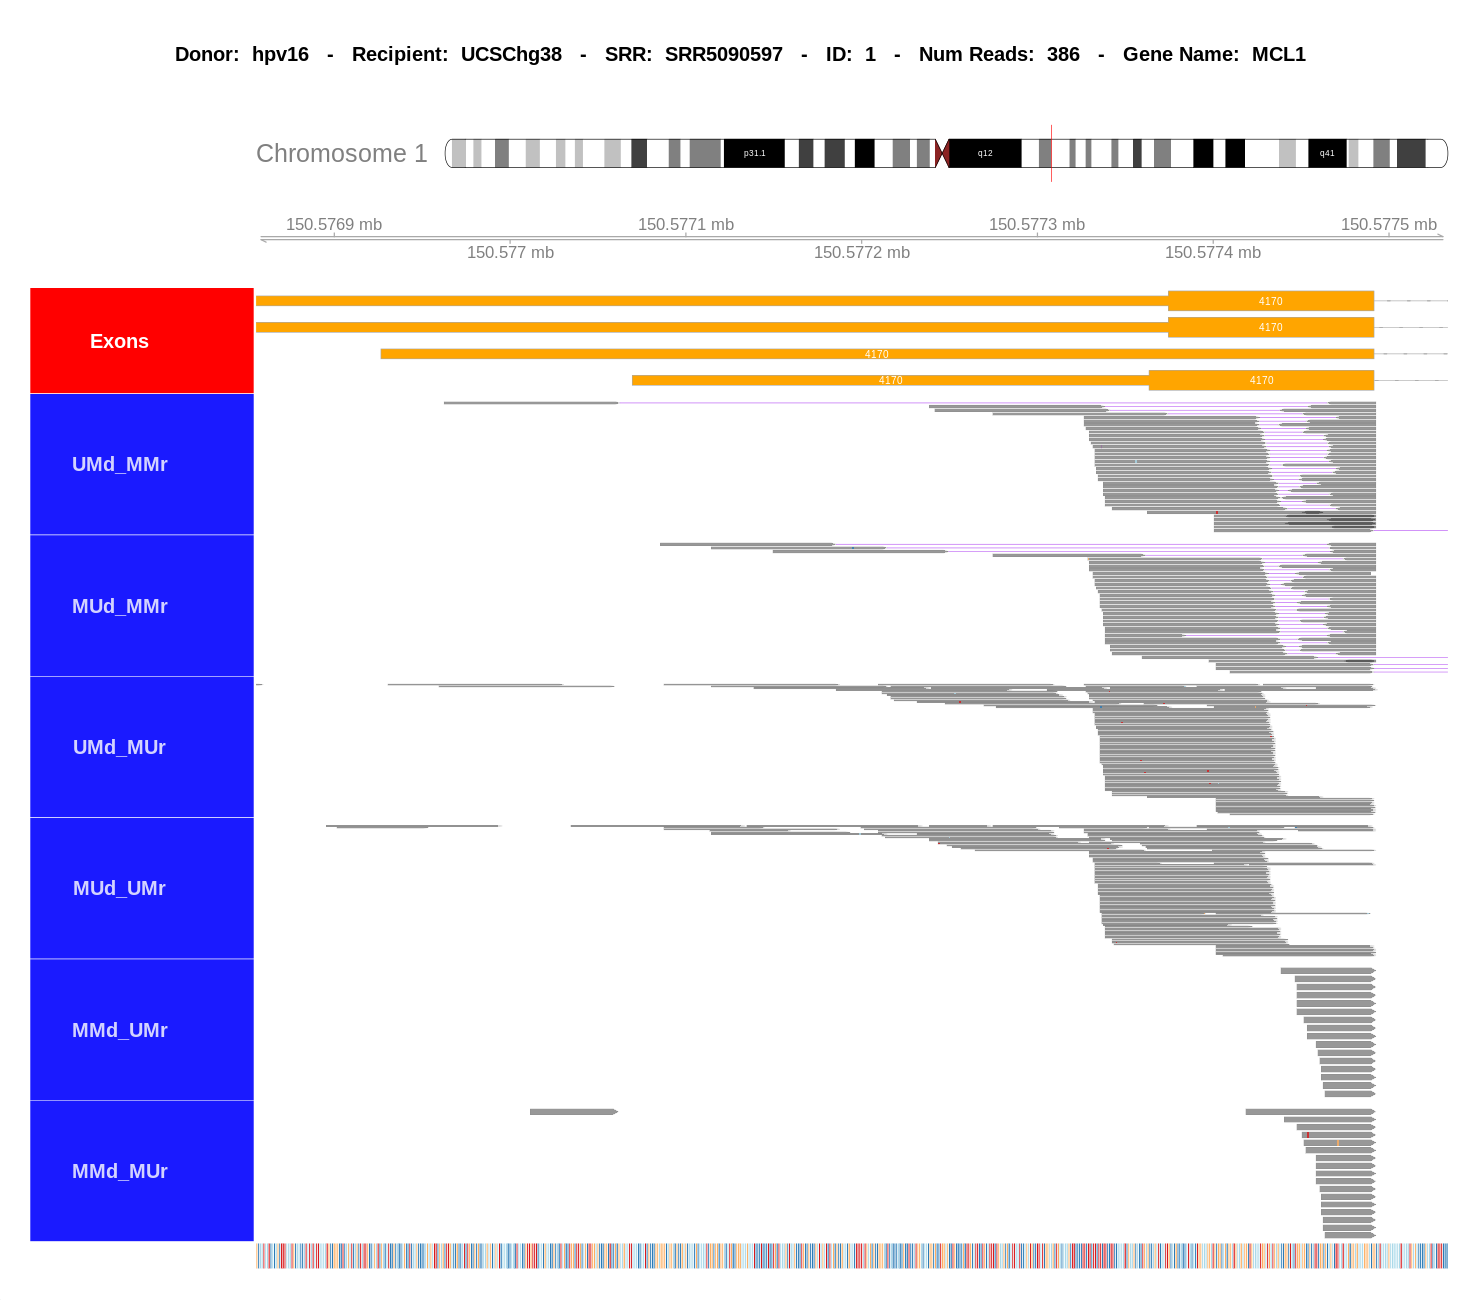 Donor: hpv16 - Recipient: UCSChg38 - SRR: SRR5090597 - ID: 1 - Num Reads: 386 - Gene Name: MCL1
Chromosome 1
p31.1 q12 q41
150.5769 mb 150.5771 mb 150.5773 mb 150.5775 mb
150.577 mb 150.5772 mb 150.5774 mb
Exons
4170
4170
4170
4170 4170
UMd_MMr
MUd_MMr
UMd_MUr
MUd_UMr
MMd_UMr
MMd_MUr